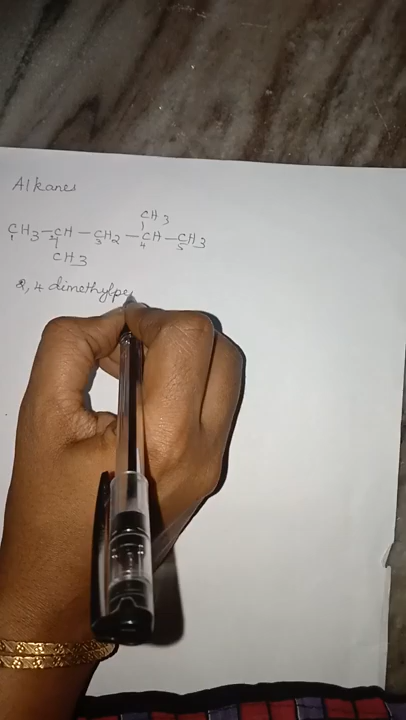 Alkanes
CH3
CH3-CH-CH2-CH-CH3
1 2 3 4 5
CH3
2,4 dimethylpe